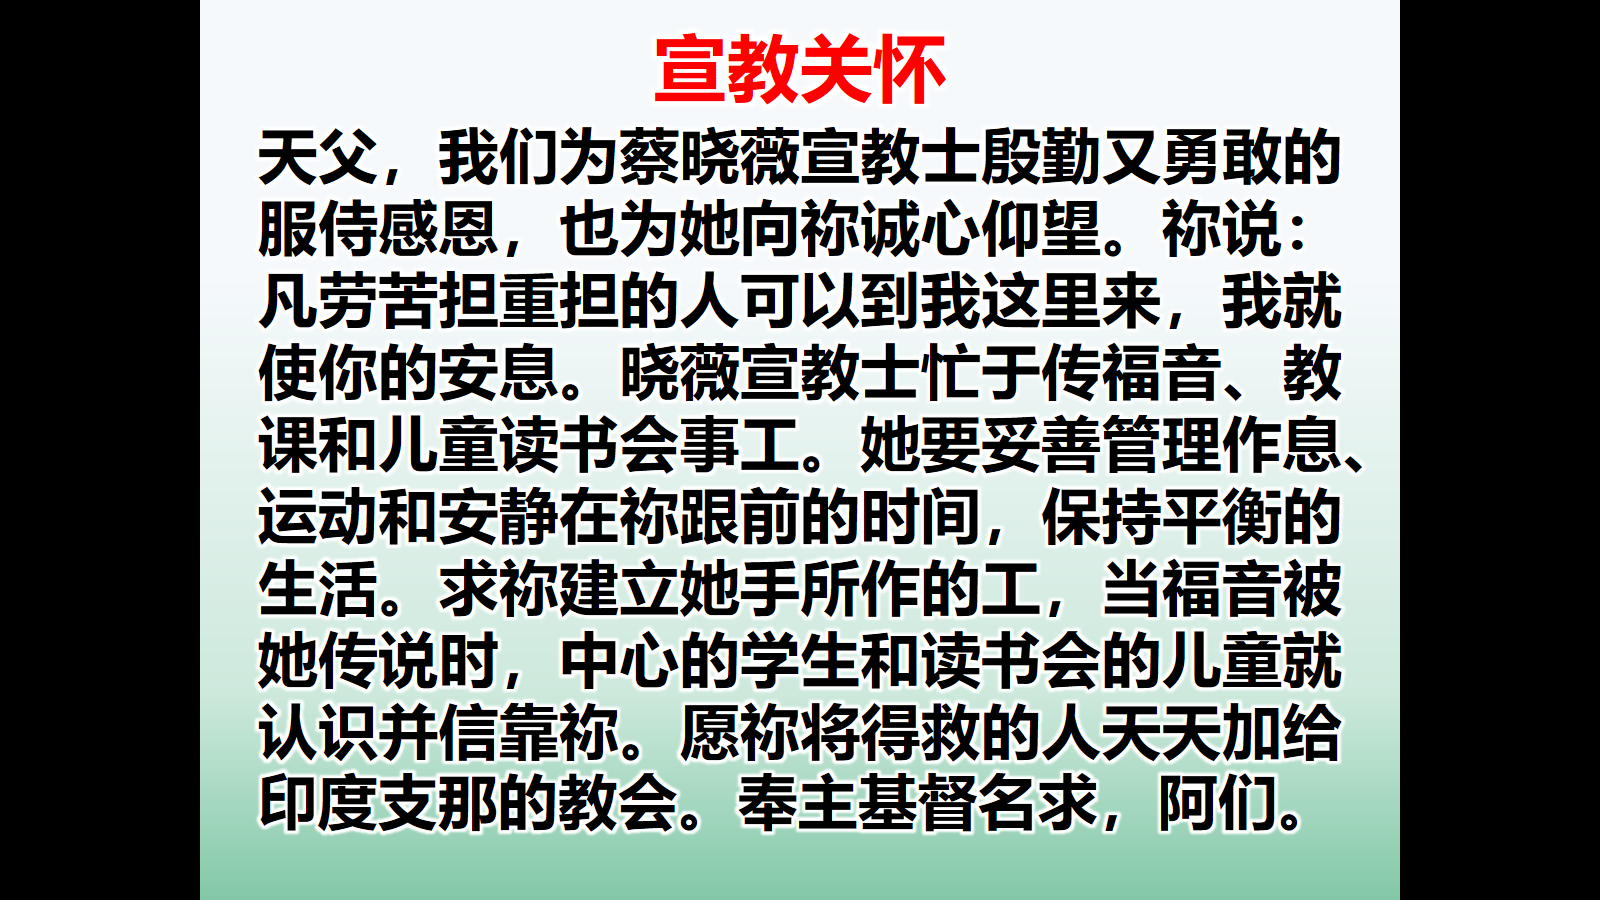 宣教关怀
天父，我们为蔡晓薇宣教士殷勤又勇敢的
服侍感恩，也为她向祢诚心仰望。祢说：
凡劳苦担重担的人可以到我这里来，我就
使你的安息。晓薇宣教士忙于传福音、教
课和儿童读书会事工。她要妥善管理作息、
运动和安静在祢跟前的时间，保持平衡的
生活。求祢建立她手所作的工，当福音被
她传说时，中心的学生和读书会的儿童就
认识并信靠祢。愿祢将得救的人天天加给
印度支那的教会。奉主基督名求，阿们。